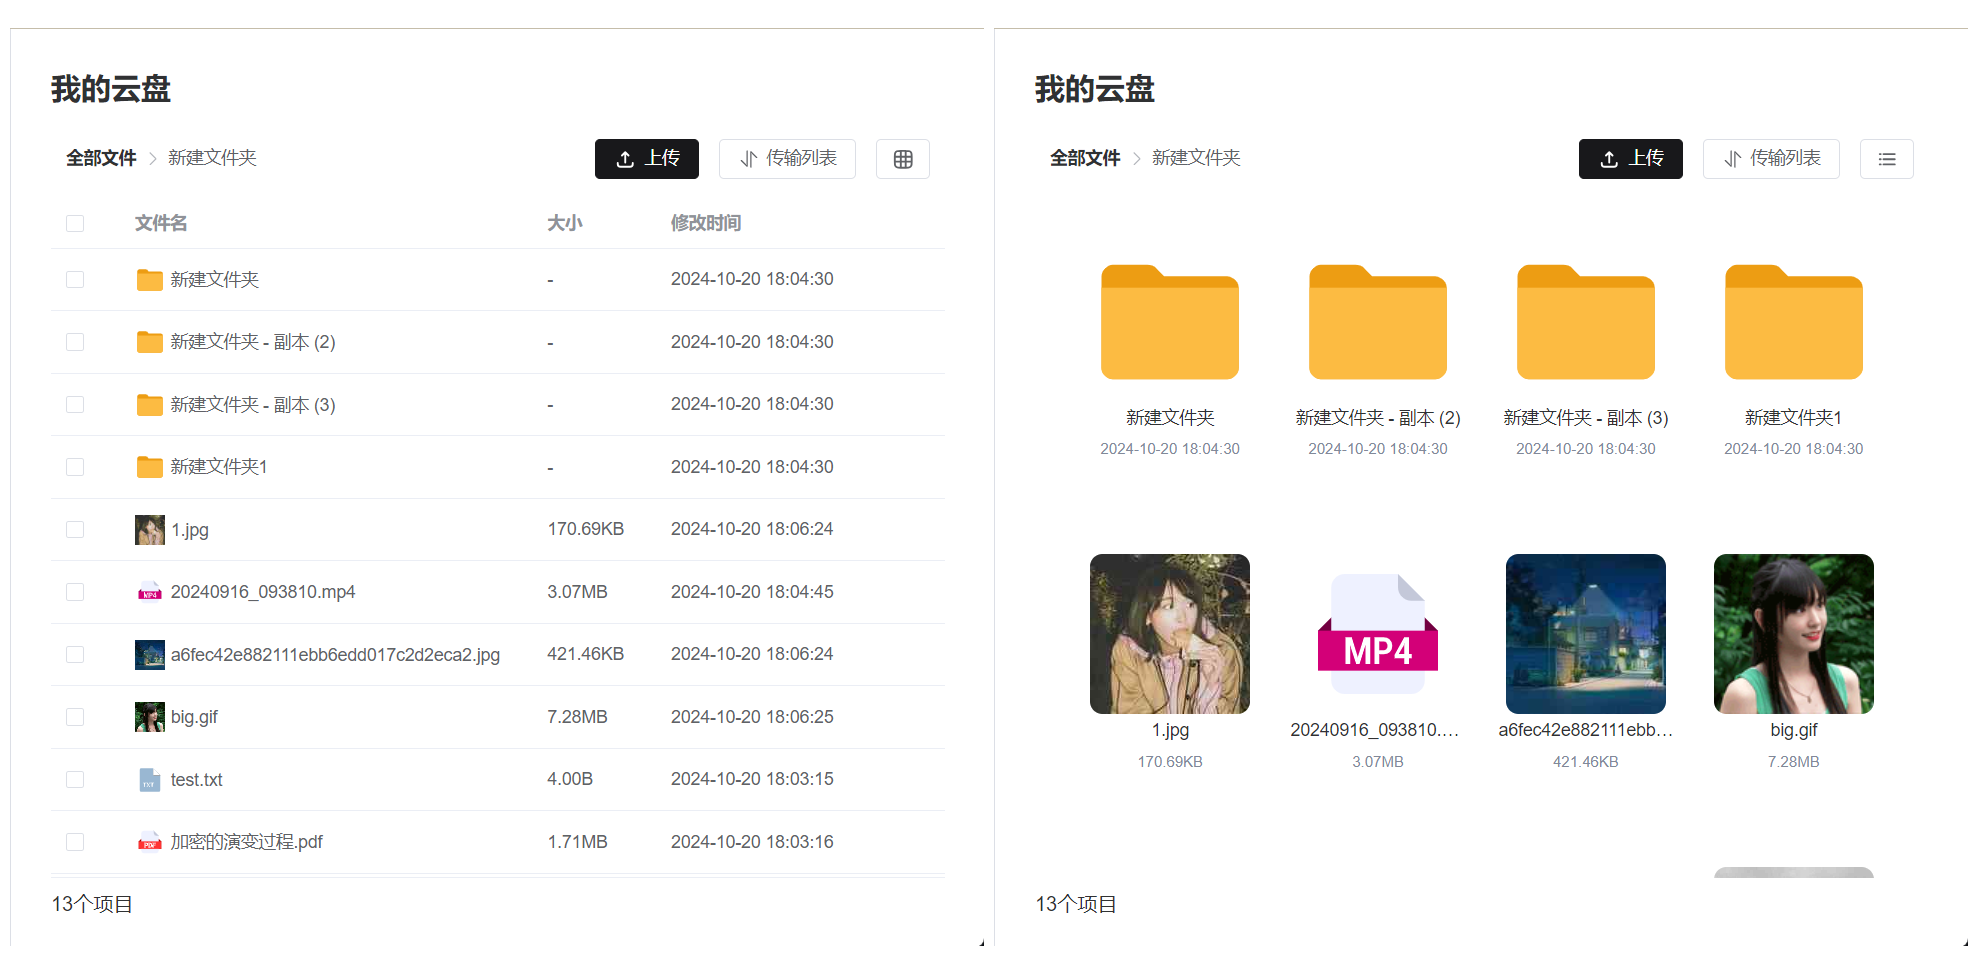 我的云盘
全部文件 > 新建文件夹
上传
传输列表
文件名 大小 修改时间
新建文件夹 - 2024-10-20 18:04:30
新建文件夹 - 副本 (2) - 2024-10-20 18:04:30
新建文件夹 - 副本 (3) - 2024-10-20 18:04:30
新建文件夹1 - 2024-10-20 18:04:30
1.jpg 170.69KB 2024-10-20 18:06:24
MP4 20240916_093810.mp4 3.07MB 2024-10-20 18:04:45
a6fec42e882111ebb6edd017c2d2eca2.jpg 421.46KB 2024-10-20 18:06:24
big.gif 7.28MB 2024-10-20 18:06:25
TXT test.txt 4.00B 2024-10-20 18:03:15
PDF 加密的演变过程.pdf 1.71MB 2024-10-20 18:03:16
13个项目
我的云盘
全部文件 > 新建文件夹
上传
传输列表
新建文件夹 新建文件夹 - 副本 (2) 新建文件夹 - 副本 (3) 新建文件夹1
2024-10-20 18:04:30 2024-10-20 18:04:30 2024-10-20 18:04:30 2024-10-20 18:04:30
MP4
1.jpg 20240916_093810.... a6fec42e882111ebb... big.gif
170.69KB 3.07MB 421.46KB 7.28MB
13个项目